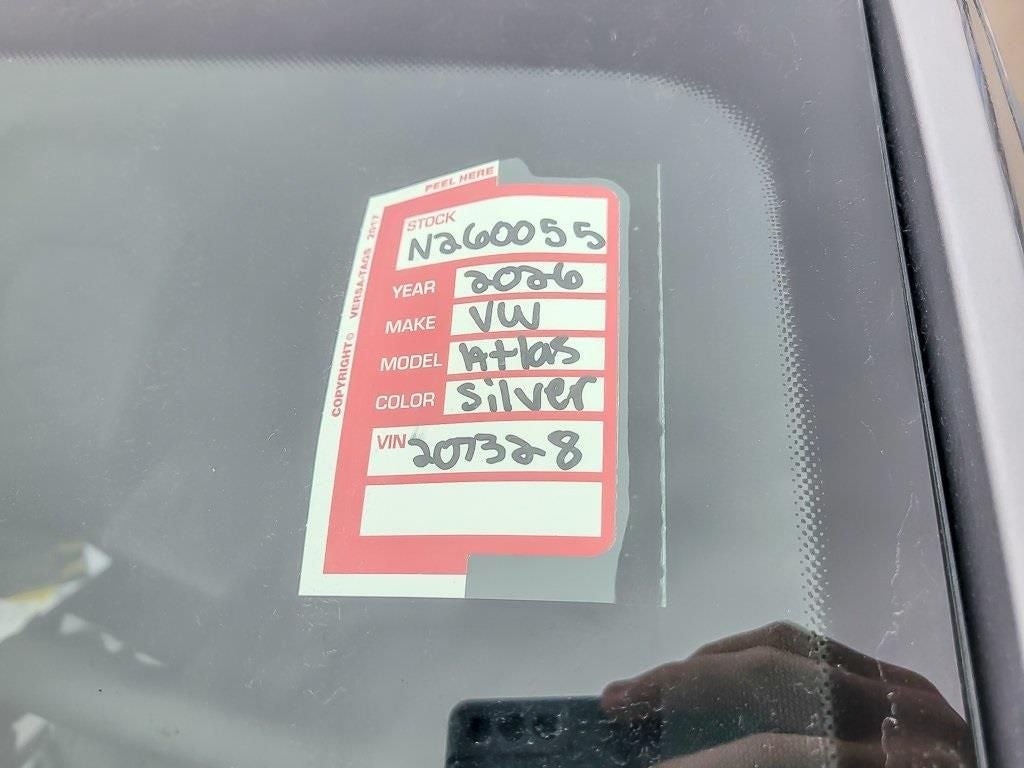 PEEL HERE
COPYRIGHT© VERSA-TAGS 2017
STOCK
N260055
YEAR 2026
MAKE VW
MODEL Atlas
COLOR Silver
VIN 207328